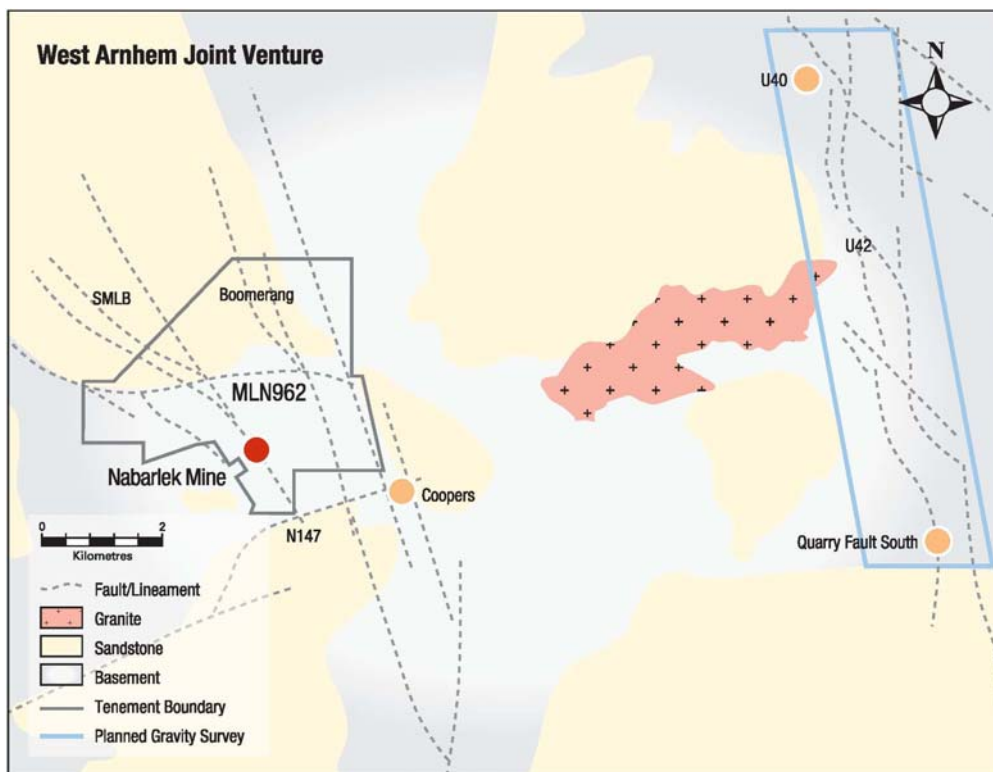 West Arnhem Joint Venture
N
U40
U42
SMLB
Boomerang
MLN962
Nabarlek Mine
Coopers
N147
Quarry Fault South
0 2
Kilometres
Fault/Lineament
Granite
Sandstone
Basement
Tenement Boundary
Planned Gravity Survey